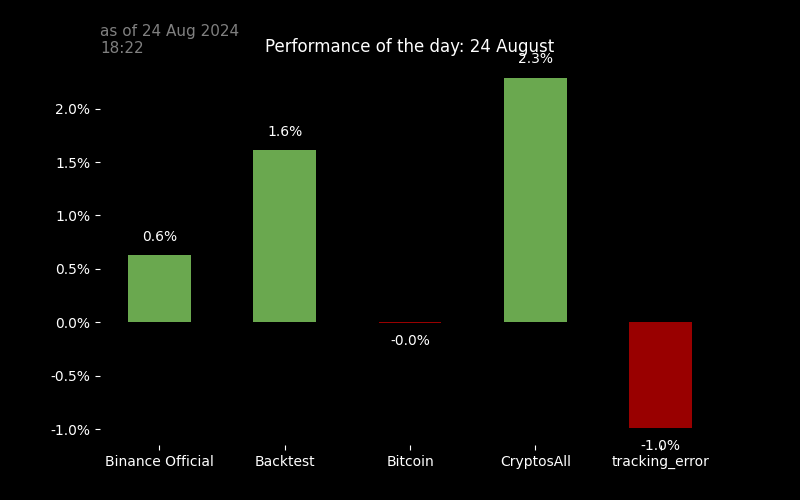 as of 24 Aug 2024
18:22
Performance of the day: 24 August
2.3%
2.0%
1.6%
1.5%
1.0%
0.6%
0.5%
0.0%
-0.0%
-0.5%
-1.0%
-1.0%
Binance Official
Backtest
Bitcoin
CryptosAll
tracking_error